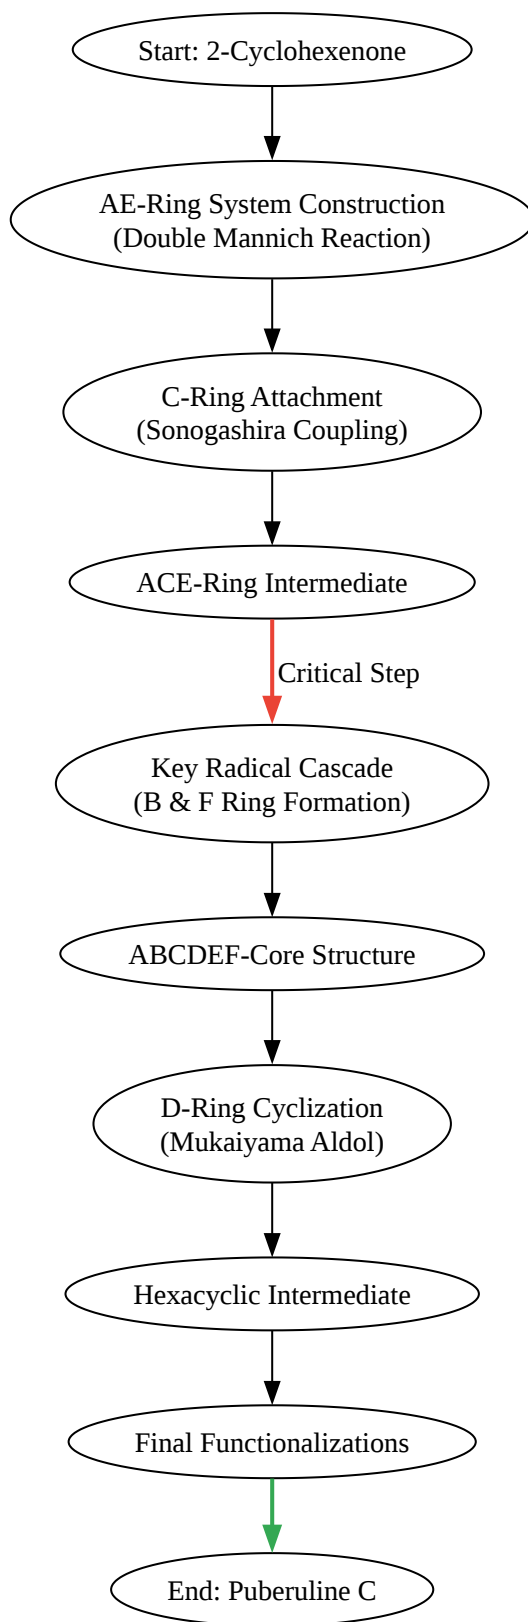 Start: 2-Cyclohexenone
AE-Ring System Construction
(Double Mannich Reaction)
C-Ring Attachment
(Sonogashira Coupling)
ACE-Ring Intermediate
Critical Step
Key Radical Cascade
(B & F Ring Formation)
ABCDEF-Core Structure
D-Ring Cyclization
(Mukaiyama Aldol)
Hexacyclic Intermediate
Final Functionalizations
End: Puberuline C